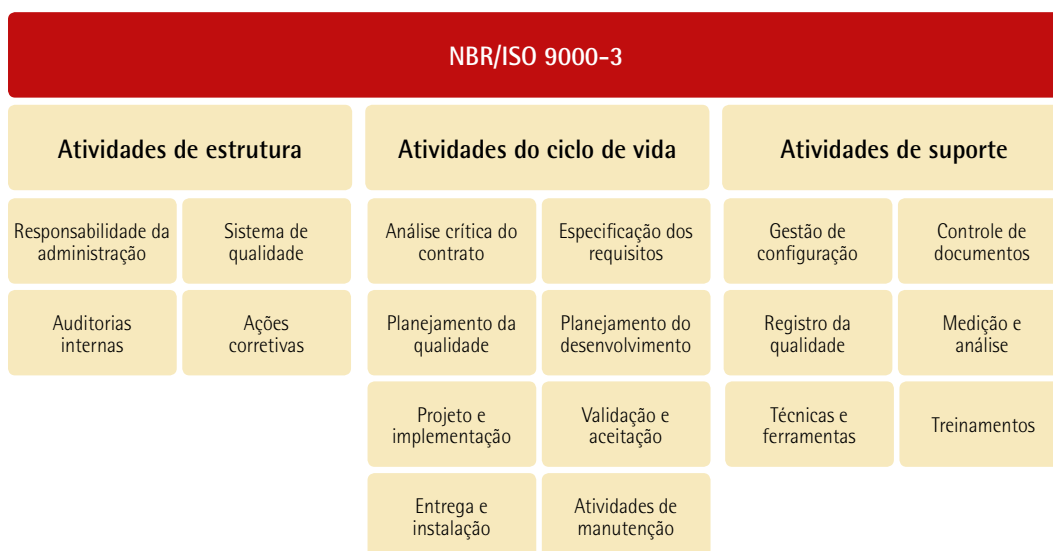 NBR/ISO 9000-3
Atividades de estrutura
Atividades do ciclo de vida
Atividades de suporte
Responsabilidade da
administração
Sistema de
qualidade
Análise crítica do
contrato
Especificação dos
requisitos
Gestão de
configuração
Controle de
documentos
Auditorias
internas
Ações
corretivas
Planejamento da
qualidade
Planejamento do
desenvolvimento
Registro da
qualidade
Medição e
análise
Projeto e
implementação
Validação e
aceitação
Técnicas e
ferramentas
Treinamentos
Entrega e
instalação
Atividades de
manutenção